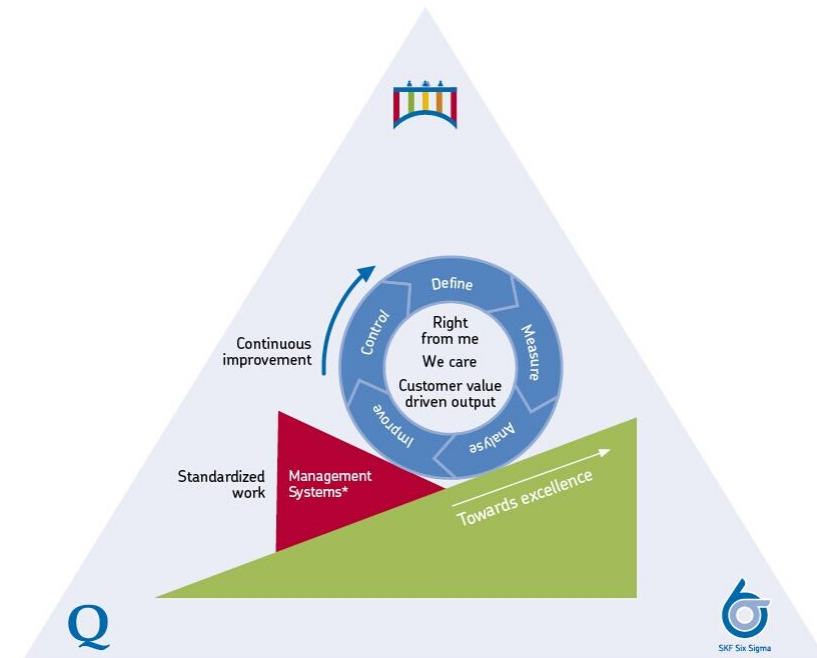 Define
Measure
Analyse
Improve
Control
Right
from me
We care
Customer value
driven output
Continuous
improvement
Standardized
work
Management
Systems*
Towards excellence
Q
6σ
SKF Six Sigma